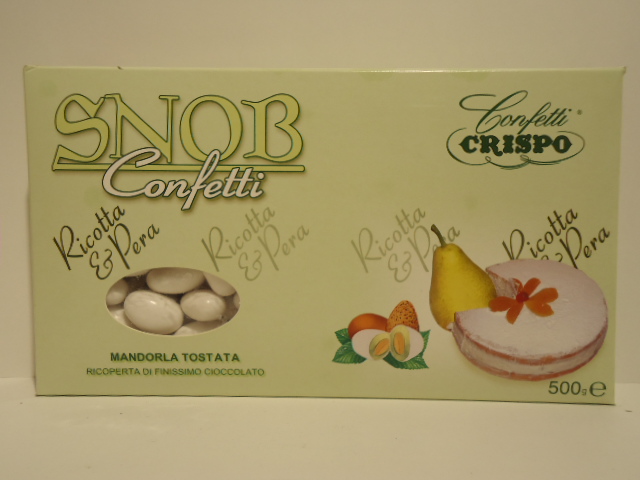 SNOB
Confetti
Confetti®
CRISPO
Ricotta
& Pera
Ricotta
& Pera
Ricotta
& Pera
Ricotta
& Pera
MANDORLA TOSTATA
RICOPERTA DI FINISSIMO CIOCCOLATO
500g e